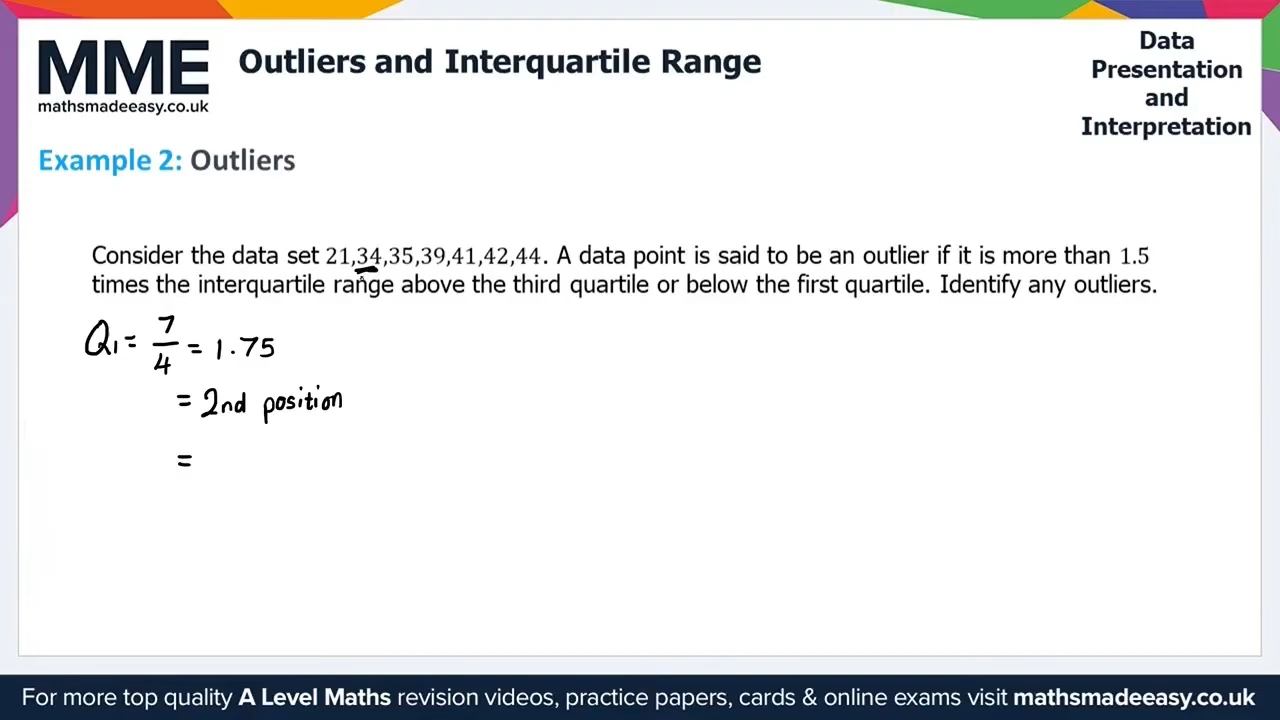 MME
mathsmadeeasy.co.uk
Outliers and Interquartile Range
Data
Presentation
and
Interpretation
Example 2: Outliers
Consider the data set 21,34,35,39,41,42,44. A data point is said to be an outlier if it is more than 1.5
times the interquartile range above the third quartile or below the first quartile. Identify any outliers.
Q₁ = 7/4 = 1.75
= 2nd position
=
For more top quality A Level Maths revision videos, practice papers, cards & online exams visit mathsmadeeasy.co.uk